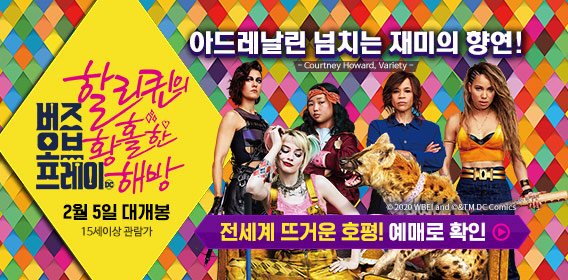 아드레날린 넘치는 재미의 향연!
– Courtney Howard, Variety –
할리퀸의
황홀한
해방
버즈
오브
프레이
DC
2월 5일 대개봉
15세이상 관람가
© 2020 WBEI and ©&TM DC Comics
전세계 뜨거운 호평! 예매로 확인